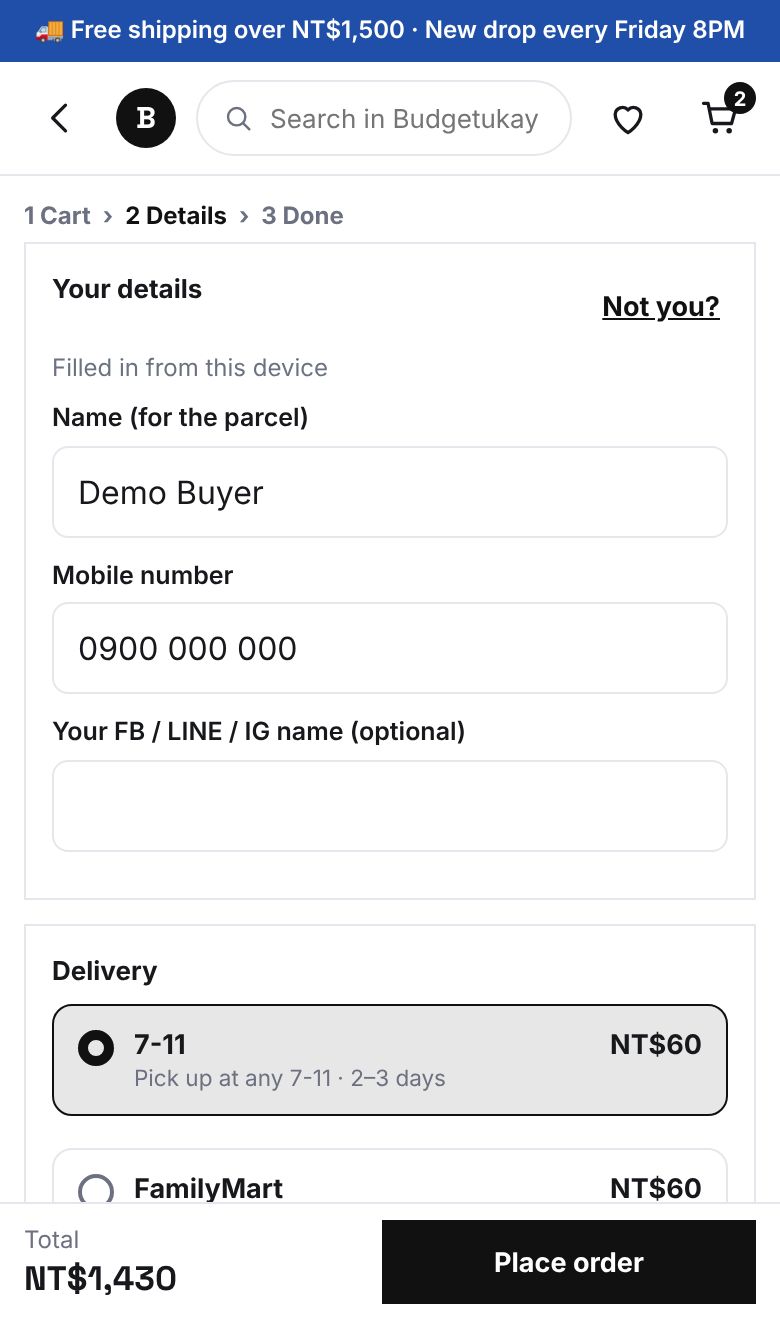 🚚 Free shipping over NT$1,500 · New drop every Friday 8PM
B
Search in Budgetukay
2
1 Cart › 2 Details › 3 Done
Your details
Not you?
Filled in from this device
Name (for the parcel)
Demo Buyer
Mobile number
0900 000 000
Your FB / LINE / IG name (optional)
Delivery
7-11 NT$60
Pick up at any 7-11 · 2–3 days
FamilyMart NT$60
Total
NT$1,430
Place order